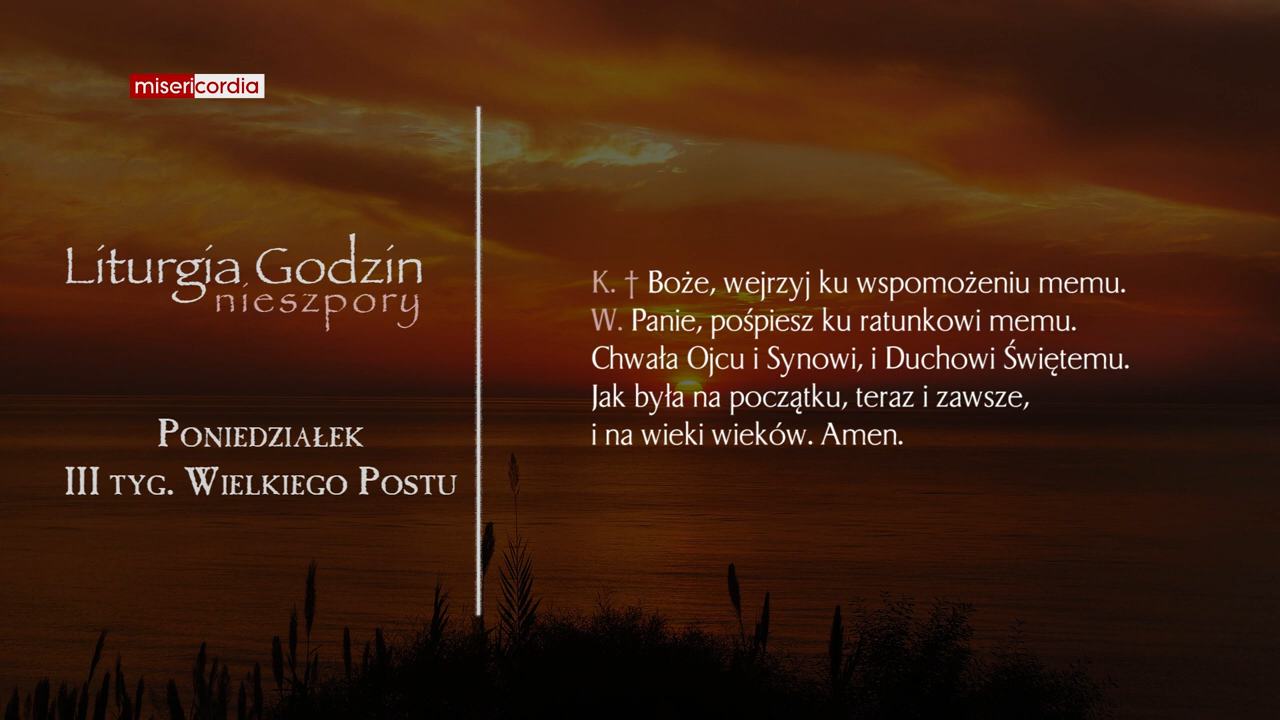 misericordia
Liturgia Godzin
nieszpory
Poniedziałek
III tyg. Wielkiego Postu
K. † Boże, wejrzyj ku wspomożeniu memu.
W. Panie, pośpiesz ku ratunkowi memu.
Chwała Ojcu i Synowi, i Duchowi Świętemu.
Jak była na początku, teraz i zawsze,
i na wieki wieków. Amen.